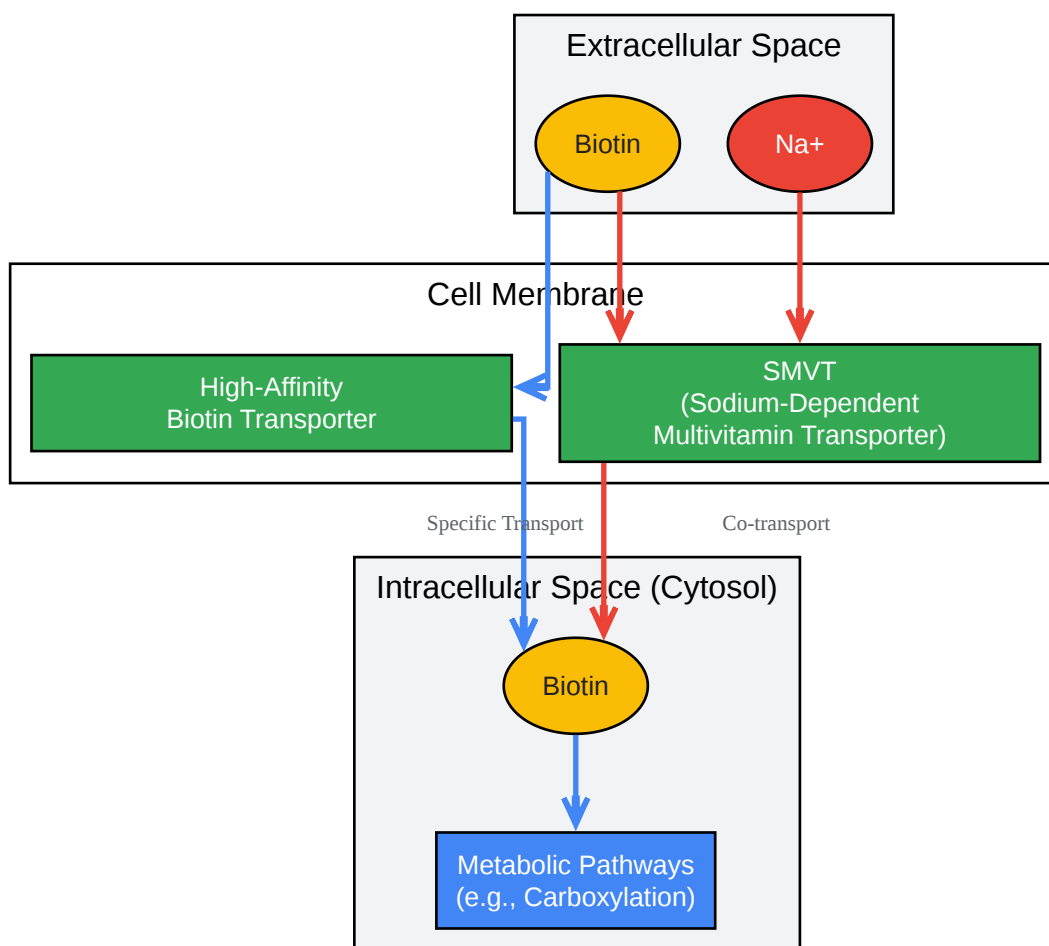 Extracellular Space
Biotin
Na+
Cell Membrane
High-Affinity
Biotin Transporter
SMVT
(Sodium-Dependent
Multivitamin Transporter)
Specific Transport
Co-transport
Intracellular Space (Cytosol)
Biotin
Metabolic Pathways
(e.g., Carboxylation)